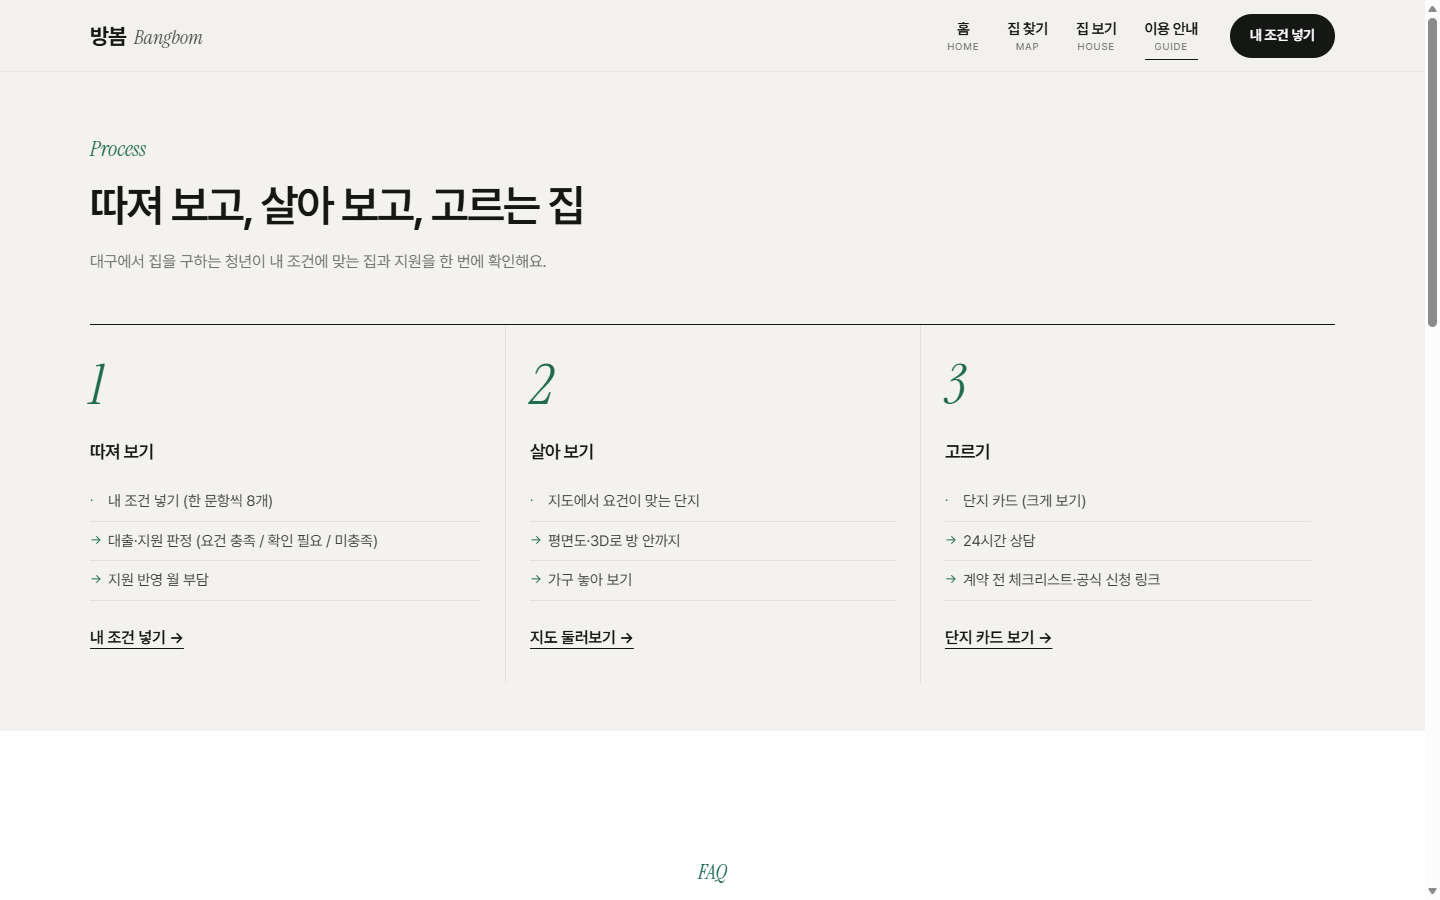 방봄 Bangbom
홈
HOME
집 찾기
MAP
집 보기
HOUSE
이용 안내
GUIDE
내 조건 넣기
Process
따져 보고, 살아 보고, 고르는 집
대구에서 집을 구하는 청년이 내 조건에 맞는 집과 지원을 한 번에 확인해요.
1
따져 보기
· 내 조건 넣기 (한 문항씩 8개)
→ 대출·지원 판정 (요건 충족 / 확인 필요 / 미충족)
→ 지원 반영 월 부담
내 조건 넣기 →
2
살아 보기
· 지도에서 요건이 맞는 단지
→ 평면도·3D로 방 안까지
→ 가구 놓아 보기
지도 둘러보기 →
3
고르기
· 단지 카드 (크게 보기)
→ 24시간 상담
→ 계약 전 체크리스트·공식 신청 링크
단지 카드 보기 →
FAQ